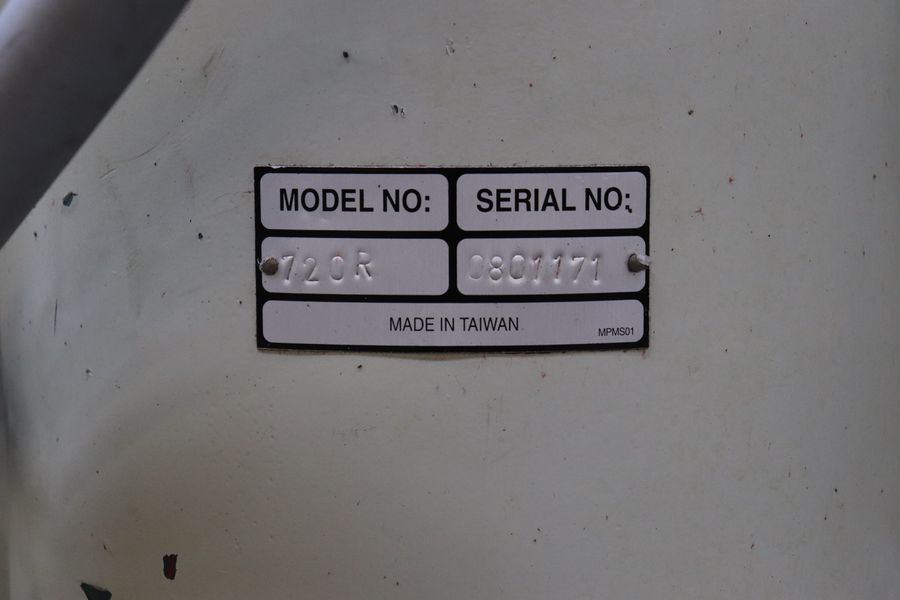 MODEL NO: SERIAL NO:
720R 0801171
MADE IN TAIWAN
MPMS01